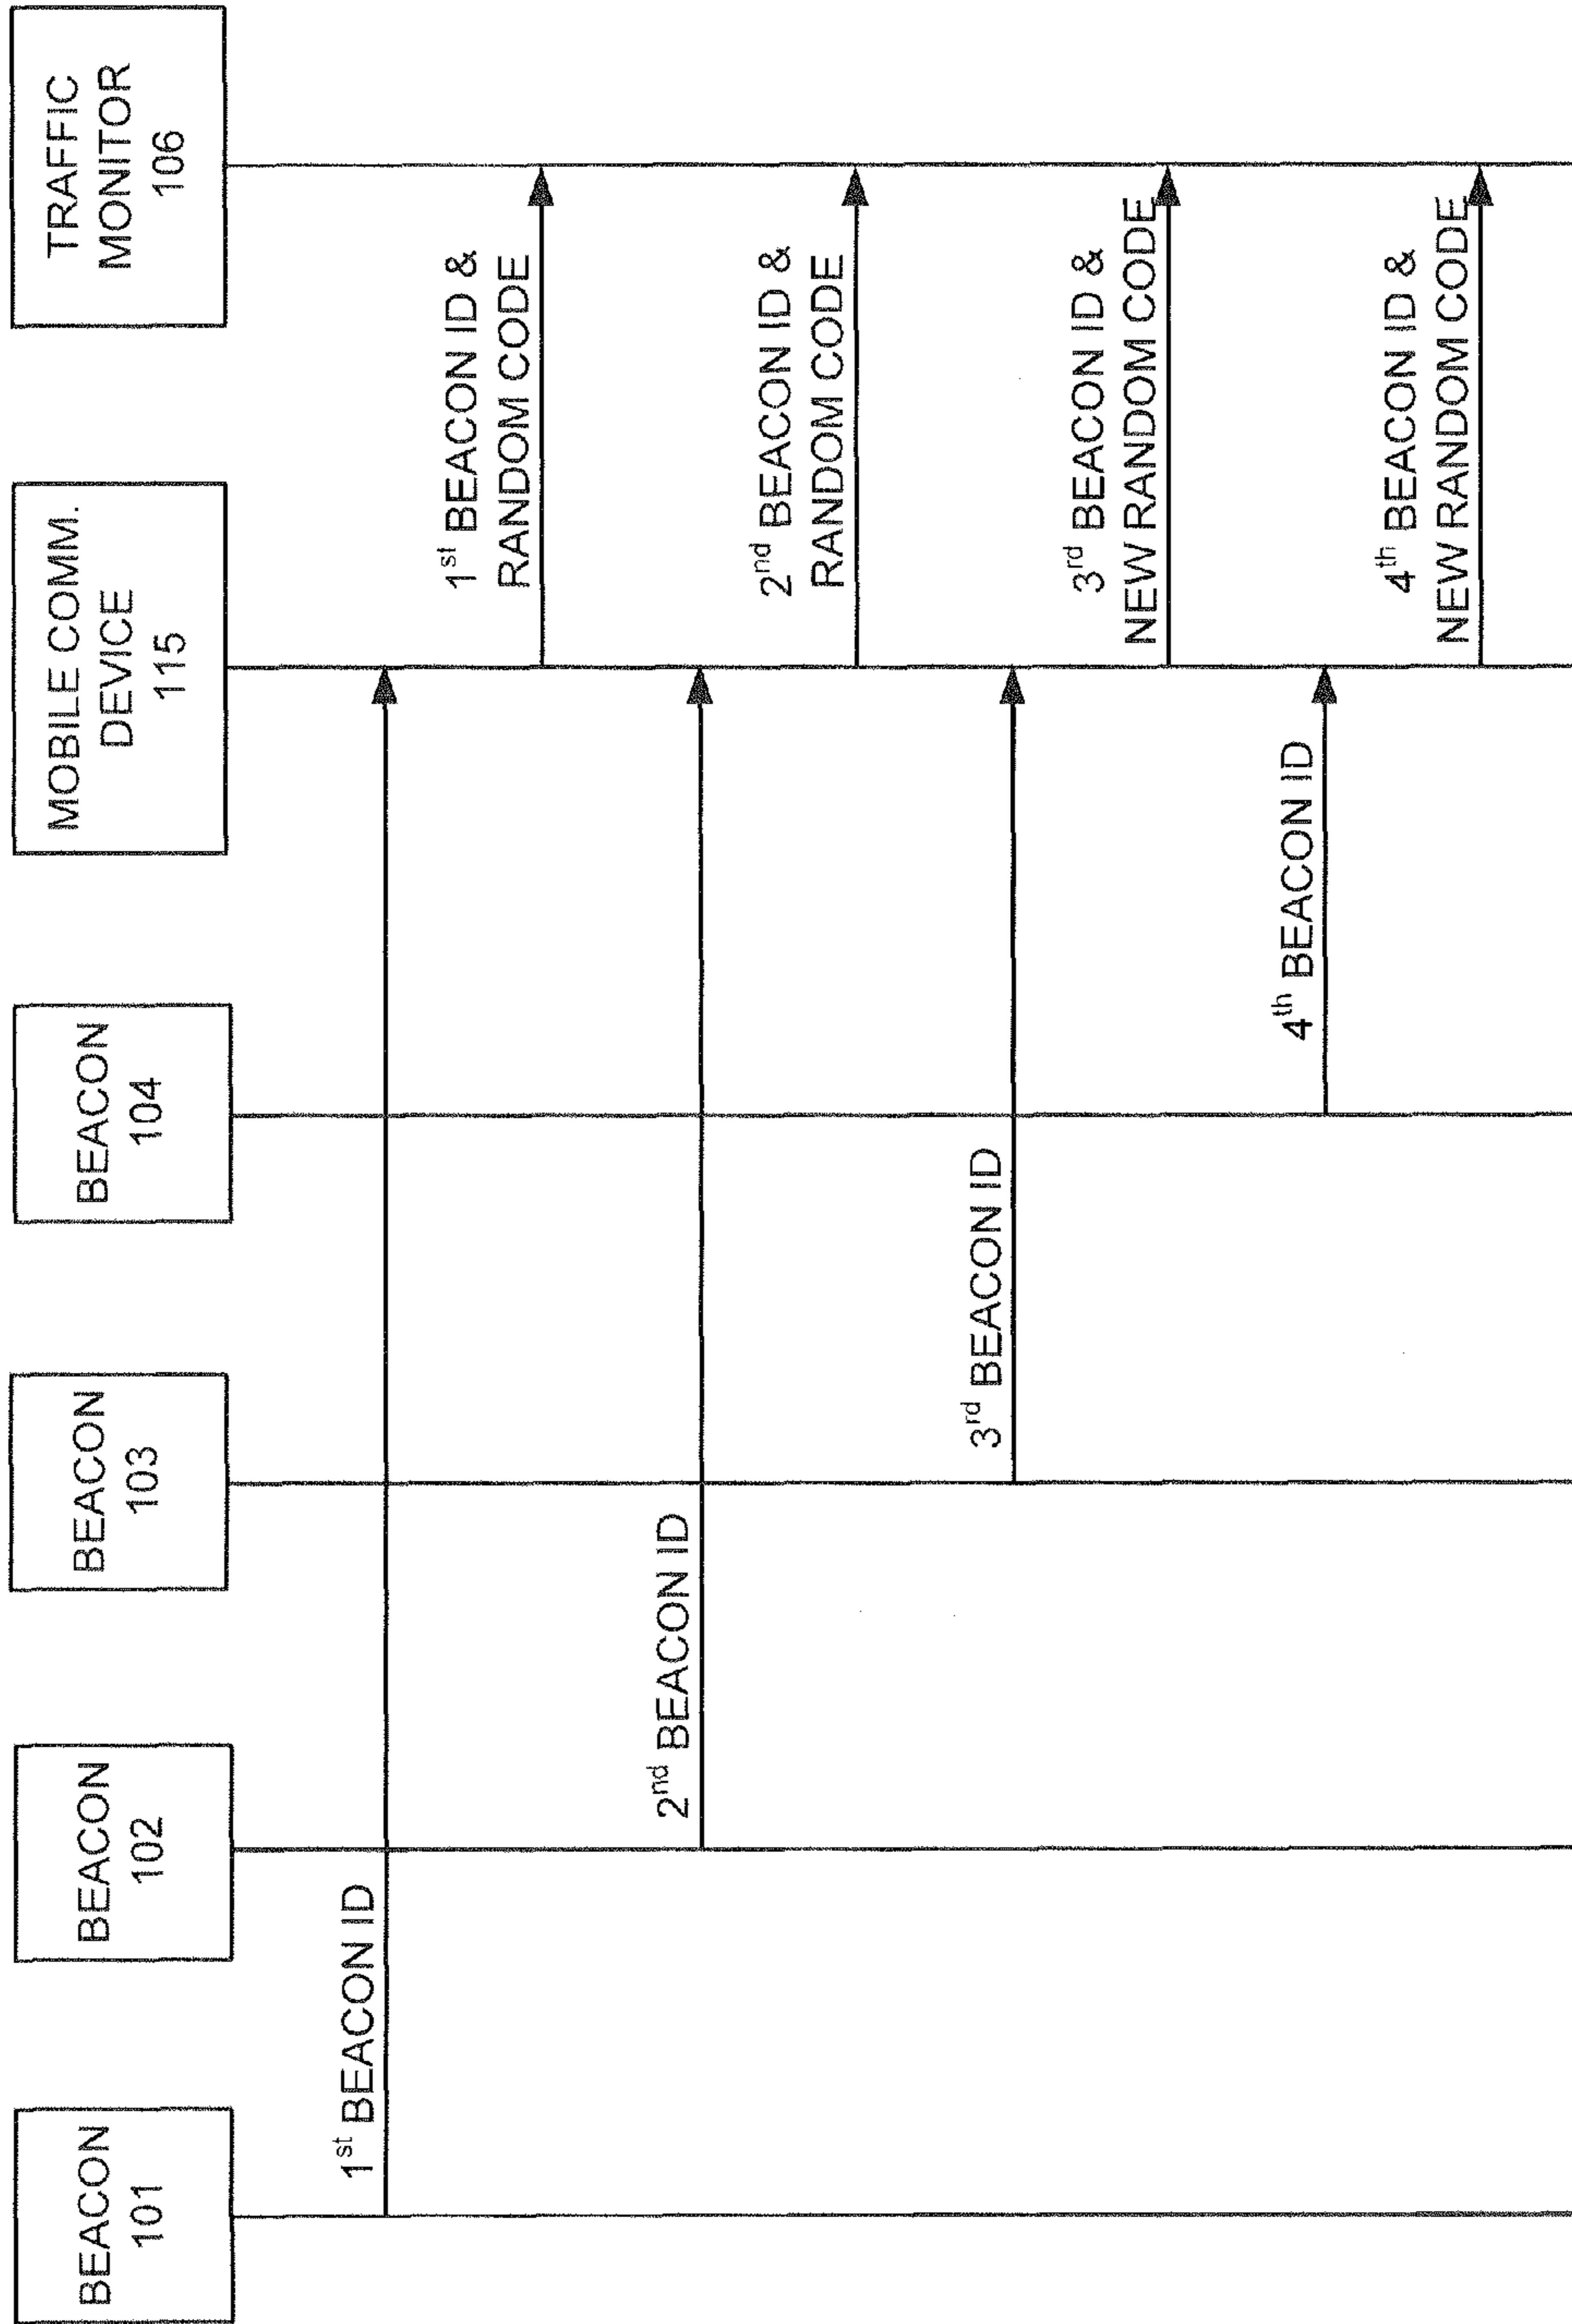 BEACON
101
BEACON
102
BEACON
103
BEACON
104
MOBILE COMM.
DEVICE
115
TRAFFIC
MONITOR
106
1st BEACON ID
1st BEACON ID &
RANDOM CODE
2nd BEACON ID
2nd BEACON ID &
RANDOM CODE
3rd BEACON ID
3rd BEACON ID &
NEW RANDOM CODE
4th BEACON ID
4th BEACON ID &
NEW RANDOM CODE